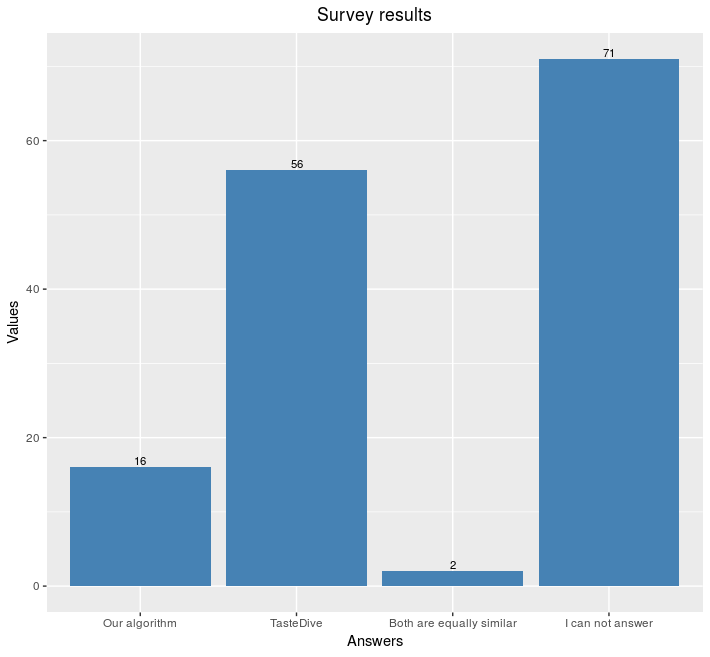 Survey results
71
60
56
40
Values
20
16
2
0
Our algorithm TasteDive Both are equally similar I can not answer
Answers